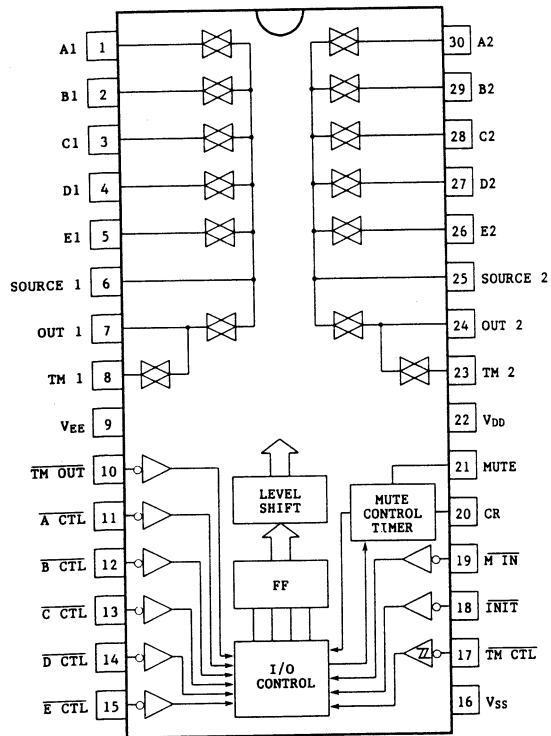 A1 1
B1 2
C1 3
D1 4
E1 5
SOURCE 1 6
OUT 1 7
TM 1 8
VEE 9
TM OUT 10
A CTL 11
B CTL 12
C CTL 13
D CTL 14
E CTL 15
30 A2
29 B2
28 C2
27 D2
26 E2
25 SOURCE 2
24 OUT 2
23 TM 2
22 VDD
21 MUTE
20 CR
19 M IN
18 INIT
17 TM CTL
16 VSS
LEVEL
SHIFT
FF
I/O
CONTROL
MUTE
CONTROL
TIMER